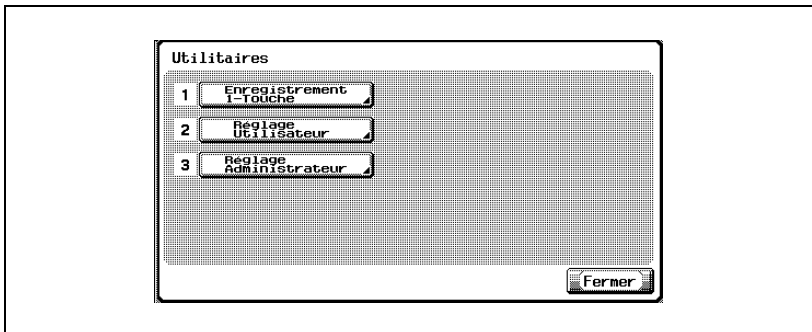 Utilitaires
1 Enregistrement
1-Touche
2 Réglage
Utilisateur
3 Réglage
Administrateur
Fermer